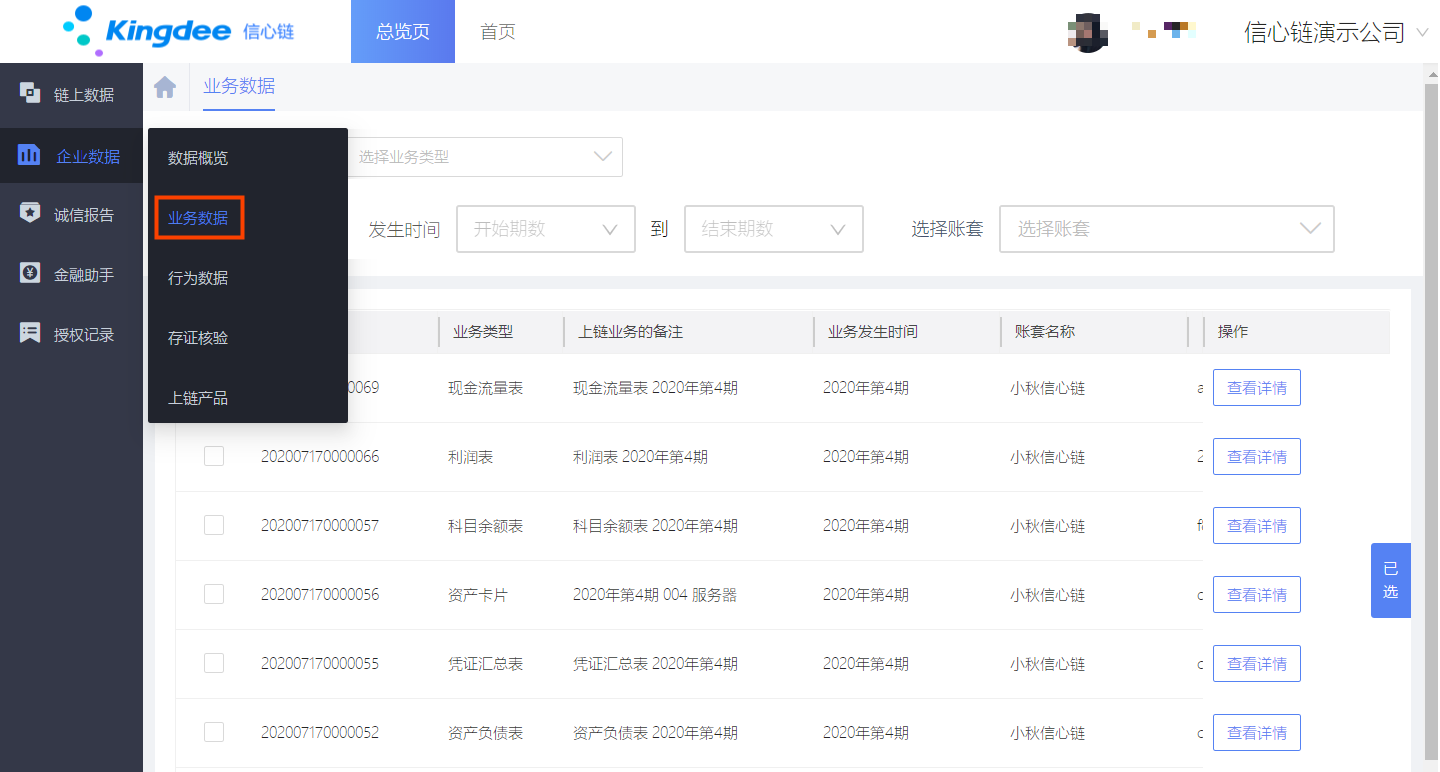 Kingdee 信心链
总览页
首页
信心链演示公司
链上数据
企业数据
诚信报告
金融助手
授权记录
业务数据
数据概览
业务数据
行为数据
存证核验
上链产品
选择业务类型
发生时间 开始期数 到 结束期数 选择账套 选择账套
业务类型 上链业务的备注 业务发生时间 账套名称 操作
0069 现金流量表 现金流量表 2020年第4期 2020年第4期 小秋信心链 查看详情
202007170000066 利润表 利润表 2020年第4期 2020年第4期 小秋信心链 2 查看详情
202007170000057 科目余额表 科目余额表 2020年第4期 2020年第4期 小秋信心链 查看详情
202007170000056 资产卡片 2020年第4期 004 服务器 2020年第4期 小秋信心链 查看详情
202007170000055 凭证汇总表 凭证汇总表 2020年第4期 2020年第4期 小秋信心链 查看详情
202007170000052 资产负债表 资产负债表 2020年第4期 2020年第4期 小秋信心链 查看详情
已
选